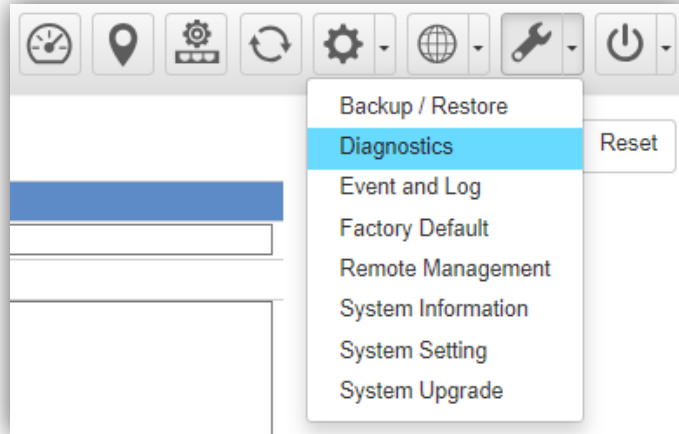 Backup / Restore
Diagnostics
Reset
Event and Log
Factory Default
Remote Management
System Information
System Setting
System Upgrade